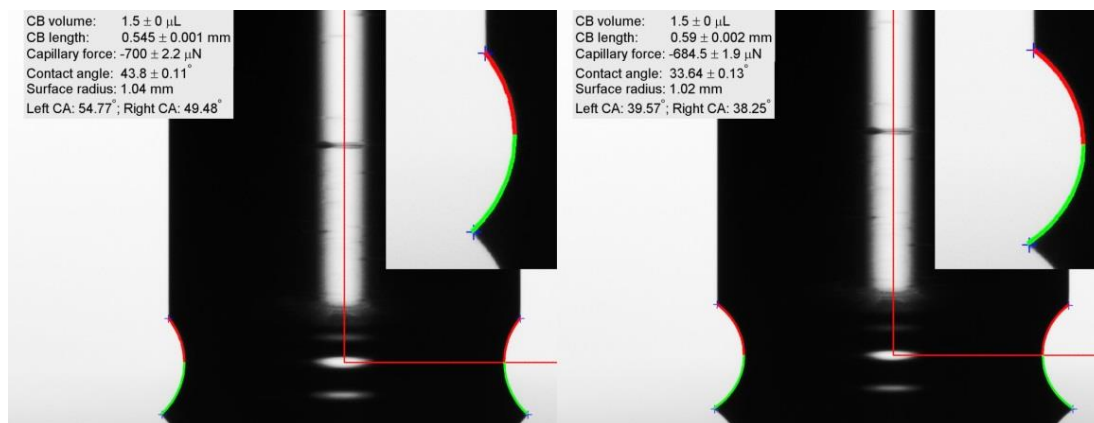 CB volume: 1.5 ± 0 µL
CB length: 0.545 ± 0.001 mm
Capillary force: -700 ± 2.2 µN
Contact angle: 43.8 ± 0.11°
Surface radius: 1.04 mm
Left CA: 54.77°; Right CA: 49.48°
CB volume: 1.5 ± 0 µL
CB length: 0.59 ± 0.002 mm
Capillary force: -684.5 ± 1.9 µN
Contact angle: 33.64 ± 0.13°
Surface radius: 1.02 mm
Left CA: 39.57°; Right CA: 38.25°